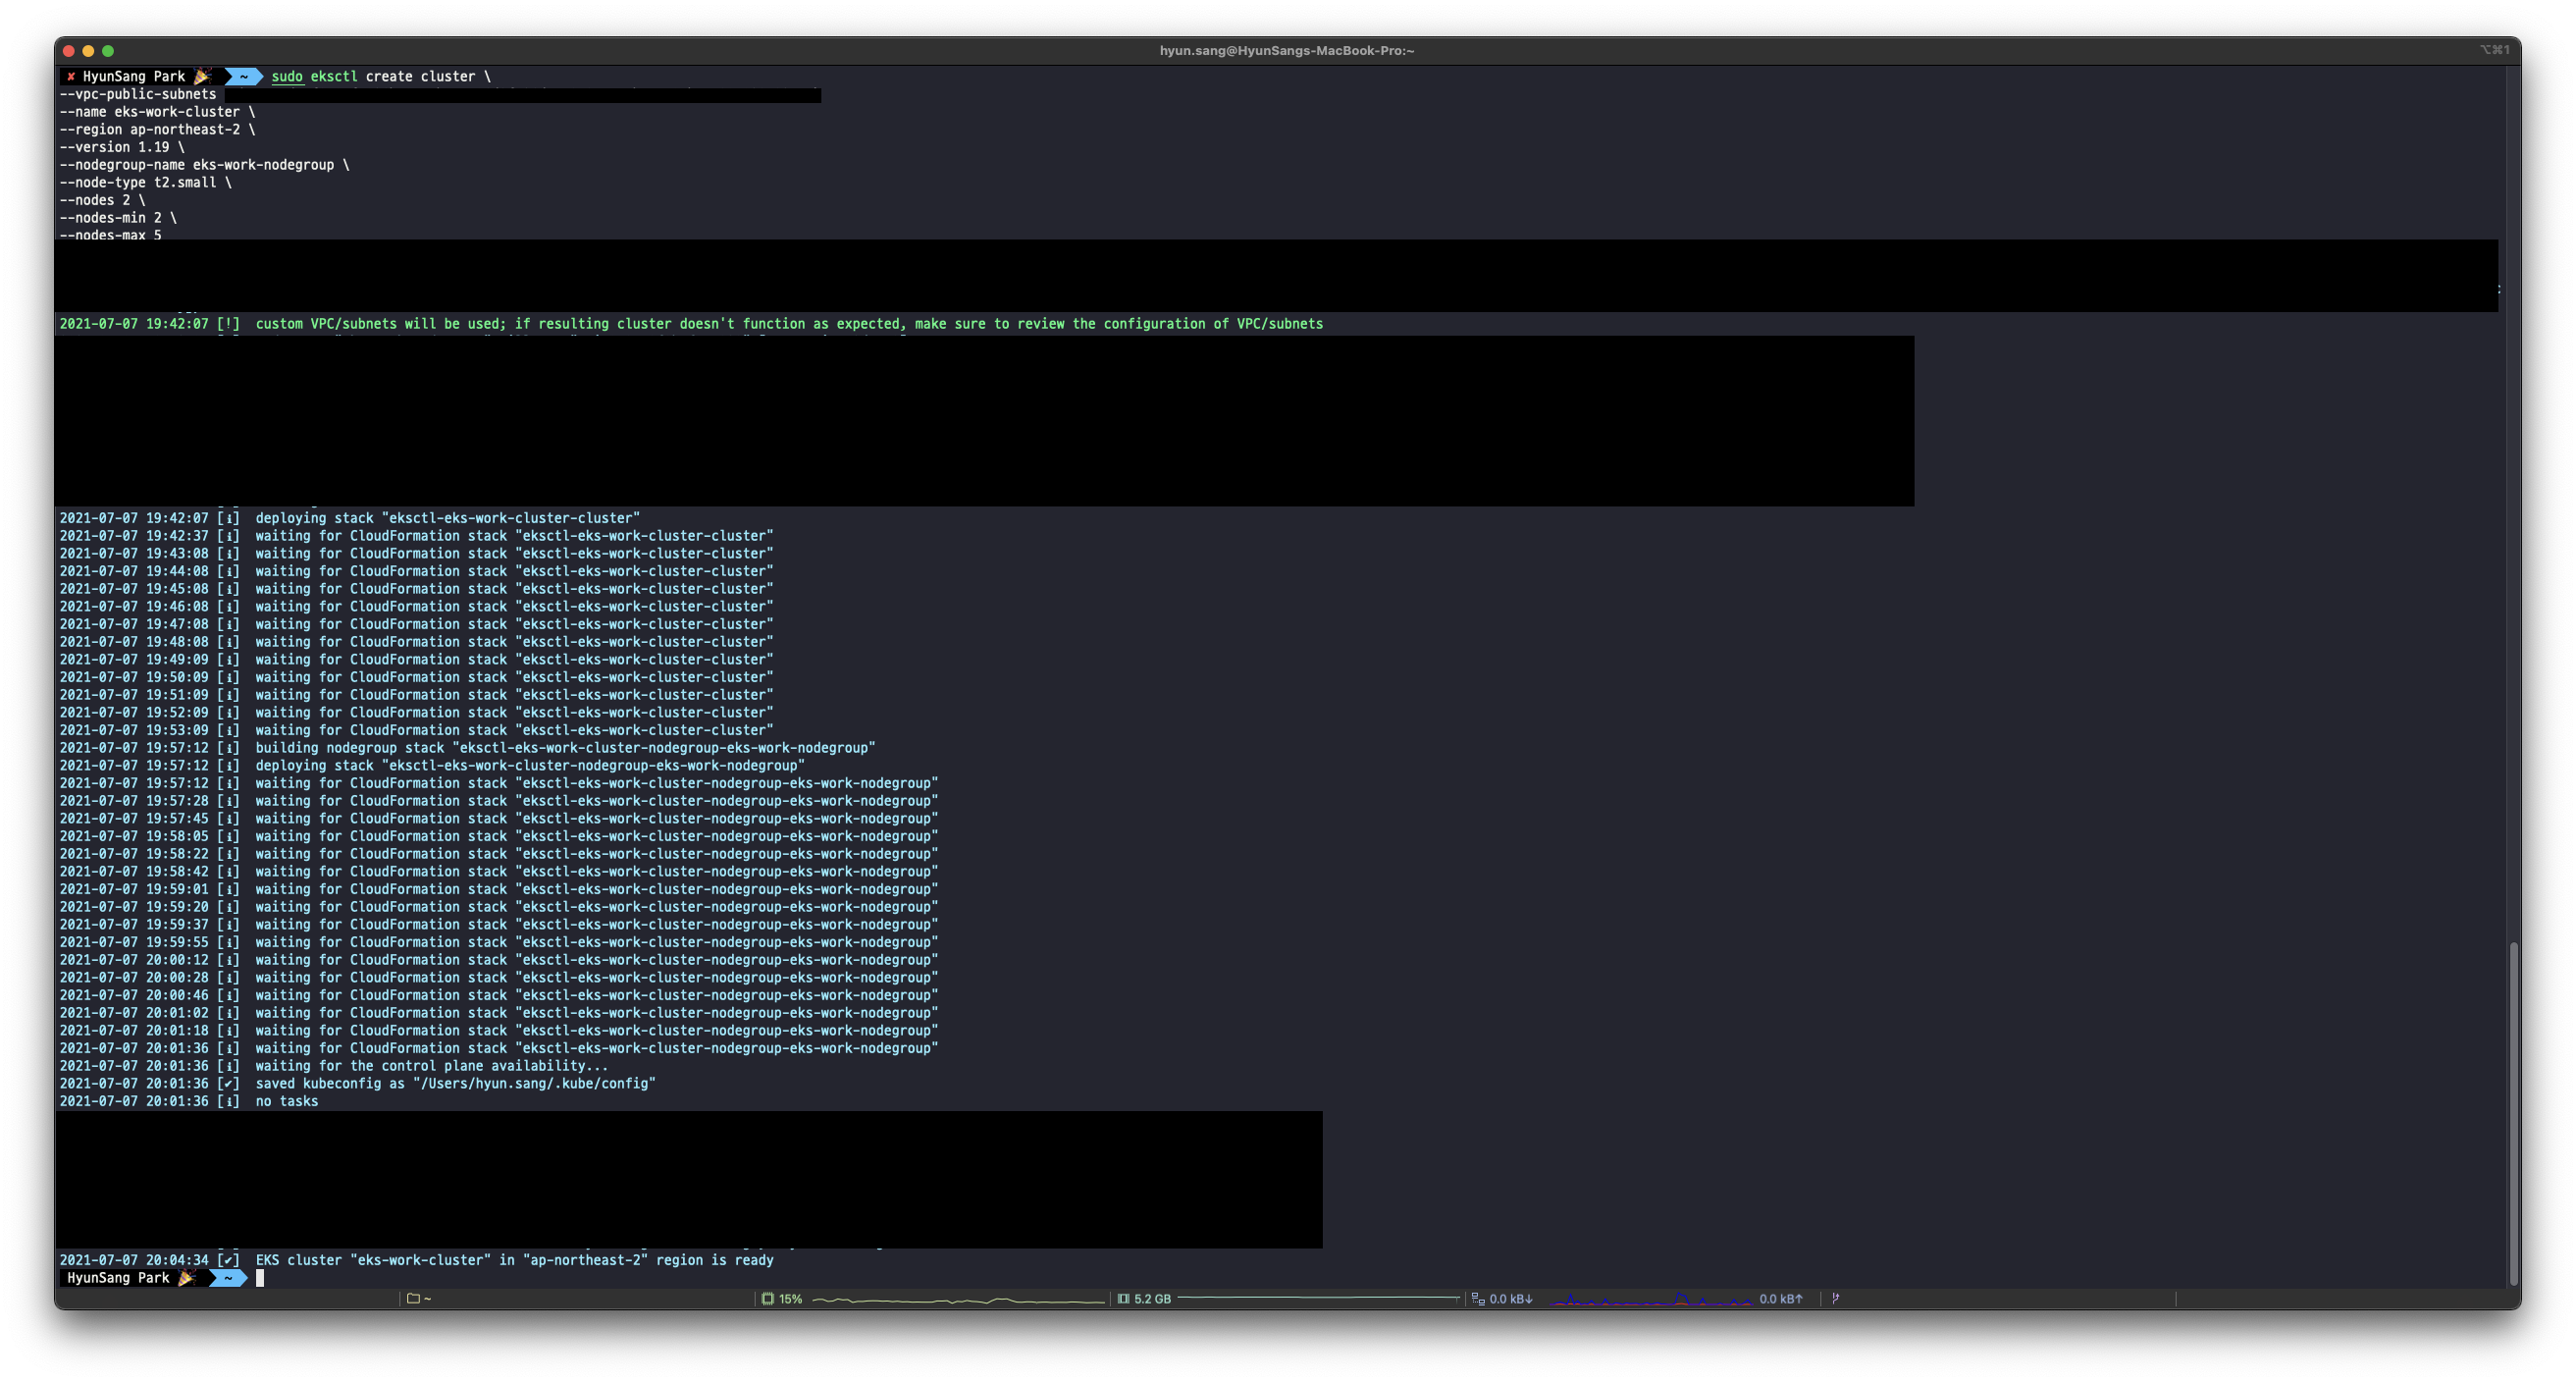 hyun.sang@HyunSangs-MacBook-Pro:~
⌥⌘1
✘ HyunSang Park 🎉 ~ sudo eksctl create cluster \
--vpc-public-subnets
--name eks-work-cluster \
--region ap-northeast-2 \
--version 1.19 \
--nodegroup-name eks-work-nodegroup \
--node-type t2.small \
--nodes 2 \
--nodes-min 2 \
--nodes-max 5
2021-07-07 19:42:07 [!]  custom VPC/subnets will be used; if resulting cluster doesn't function as expected, make sure to review the configuration of VPC/subnets
2021-07-07 19:42:07 [ℹ]  deploying stack "eksctl-eks-work-cluster-cluster"
2021-07-07 19:42:37 [ℹ]  waiting for CloudFormation stack "eksctl-eks-work-cluster-cluster"
2021-07-07 19:43:08 [ℹ]  waiting for CloudFormation stack "eksctl-eks-work-cluster-cluster"
2021-07-07 19:44:08 [ℹ]  waiting for CloudFormation stack "eksctl-eks-work-cluster-cluster"
2021-07-07 19:45:08 [ℹ]  waiting for CloudFormation stack "eksctl-eks-work-cluster-cluster"
2021-07-07 19:46:08 [ℹ]  waiting for CloudFormation stack "eksctl-eks-work-cluster-cluster"
2021-07-07 19:47:08 [ℹ]  waiting for CloudFormation stack "eksctl-eks-work-cluster-cluster"
2021-07-07 19:48:08 [ℹ]  waiting for CloudFormation stack "eksctl-eks-work-cluster-cluster"
2021-07-07 19:49:09 [ℹ]  waiting for CloudFormation stack "eksctl-eks-work-cluster-cluster"
2021-07-07 19:50:09 [ℹ]  waiting for CloudFormation stack "eksctl-eks-work-cluster-cluster"
2021-07-07 19:51:09 [ℹ]  waiting for CloudFormation stack "eksctl-eks-work-cluster-cluster"
2021-07-07 19:52:09 [ℹ]  waiting for CloudFormation stack "eksctl-eks-work-cluster-cluster"
2021-07-07 19:53:09 [ℹ]  waiting for CloudFormation stack "eksctl-eks-work-cluster-cluster"
2021-07-07 19:57:12 [ℹ]  building nodegroup stack "eksctl-eks-work-cluster-nodegroup-eks-work-nodegroup"
2021-07-07 19:57:12 [ℹ]  deploying stack "eksctl-eks-work-cluster-nodegroup-eks-work-nodegroup"
2021-07-07 19:57:12 [ℹ]  waiting for CloudFormation stack "eksctl-eks-work-cluster-nodegroup-eks-work-nodegroup"
2021-07-07 19:57:28 [ℹ]  waiting for CloudFormation stack "eksctl-eks-work-cluster-nodegroup-eks-work-nodegroup"
2021-07-07 19:57:45 [ℹ]  waiting for CloudFormation stack "eksctl-eks-work-cluster-nodegroup-eks-work-nodegroup"
2021-07-07 19:58:05 [ℹ]  waiting for CloudFormation stack "eksctl-eks-work-cluster-nodegroup-eks-work-nodegroup"
2021-07-07 19:58:22 [ℹ]  waiting for CloudFormation stack "eksctl-eks-work-cluster-nodegroup-eks-work-nodegroup"
2021-07-07 19:58:42 [ℹ]  waiting for CloudFormation stack "eksctl-eks-work-cluster-nodegroup-eks-work-nodegroup"
2021-07-07 19:59:01 [ℹ]  waiting for CloudFormation stack "eksctl-eks-work-cluster-nodegroup-eks-work-nodegroup"
2021-07-07 19:59:20 [ℹ]  waiting for CloudFormation stack "eksctl-eks-work-cluster-nodegroup-eks-work-nodegroup"
2021-07-07 19:59:37 [ℹ]  waiting for CloudFormation stack "eksctl-eks-work-cluster-nodegroup-eks-work-nodegroup"
2021-07-07 19:59:55 [ℹ]  waiting for CloudFormation stack "eksctl-eks-work-cluster-nodegroup-eks-work-nodegroup"
2021-07-07 20:00:12 [ℹ]  waiting for CloudFormation stack "eksctl-eks-work-cluster-nodegroup-eks-work-nodegroup"
2021-07-07 20:00:28 [ℹ]  waiting for CloudFormation stack "eksctl-eks-work-cluster-nodegroup-eks-work-nodegroup"
2021-07-07 20:00:46 [ℹ]  waiting for CloudFormation stack "eksctl-eks-work-cluster-nodegroup-eks-work-nodegroup"
2021-07-07 20:01:02 [ℹ]  waiting for CloudFormation stack "eksctl-eks-work-cluster-nodegroup-eks-work-nodegroup"
2021-07-07 20:01:18 [ℹ]  waiting for CloudFormation stack "eksctl-eks-work-cluster-nodegroup-eks-work-nodegroup"
2021-07-07 20:01:36 [ℹ]  waiting for CloudFormation stack "eksctl-eks-work-cluster-nodegroup-eks-work-nodegroup"
2021-07-07 20:01:36 [ℹ]  waiting for the control plane availability...
2021-07-07 20:01:36 [✔]  saved kubeconfig as "/Users/hyun.sang/.kube/config"
2021-07-07 20:01:36 [ℹ]  no tasks
2021-07-07 20:04:34 [✔]  EKS cluster "eks-work-cluster" in "ap-northeast-2" region is ready
HyunSang Park 🎉 ~
~ 15% 5.2 GB 0.0 kB↓ 0.0 kB↑